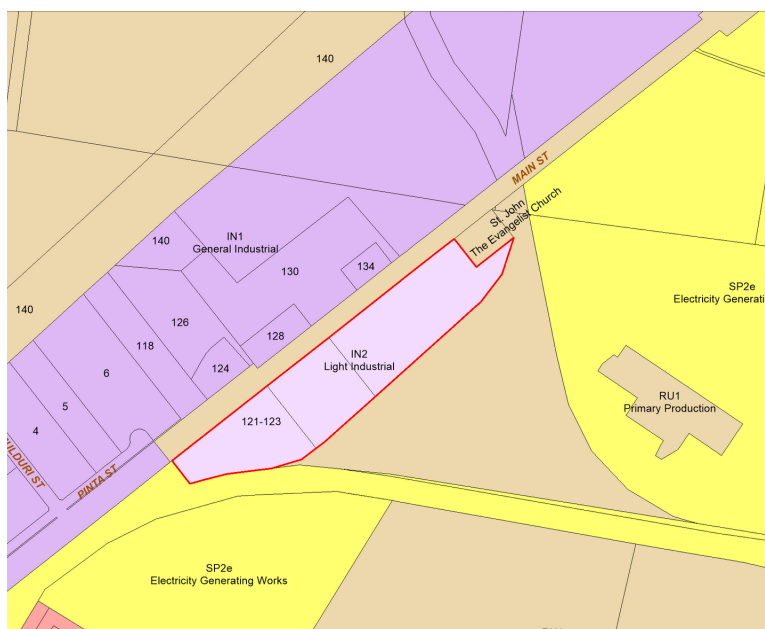 140
MAIN ST
St. John
The Evangelist Church
IN1
General Industrial
140
130
134
140
126
118
128
124
6
5
4
IN2
Light Industrial
121-123
SP2e
RU1
Primary Production
PINTA ST
SP2e
Electricity Generating Works